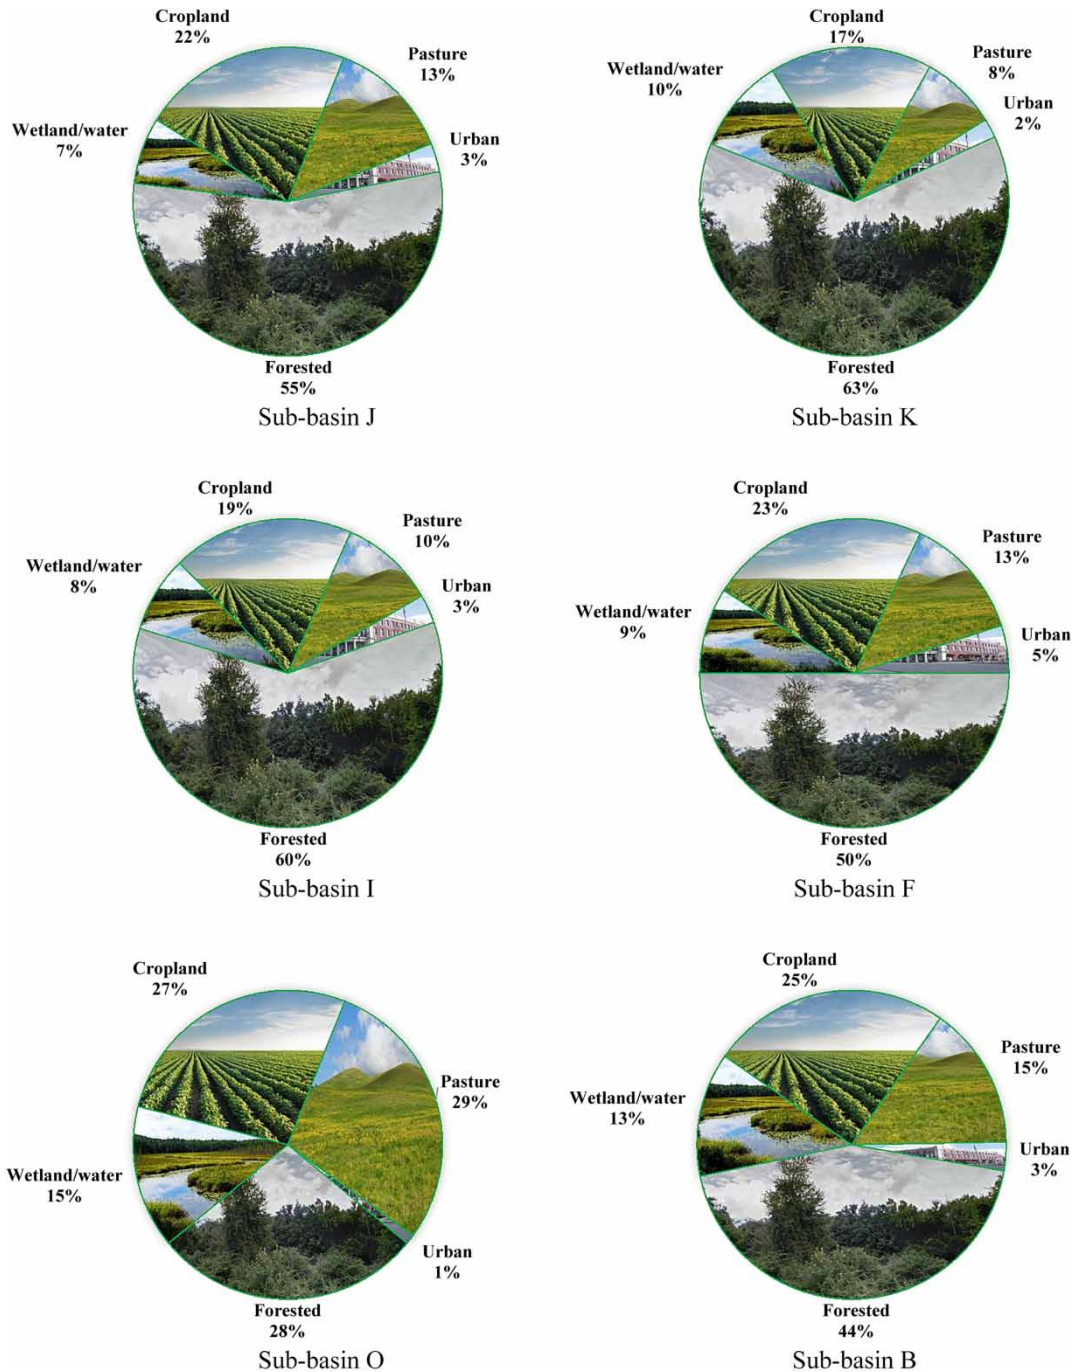 Cropland
22%
Pasture
13%
Wetland/water
7%
Urban
3%
Forested
55%
Sub-basin J
Cropland
17%
Pasture
8%
Wetland/water
10%
Urban
2%
Forested
63%
Sub-basin K
Cropland
19%
Pasture
10%
Wetland/water
8%
Urban
3%
Forested
60%
Sub-basin I
Cropland
23%
Pasture
13%
Wetland/water
9%
Urban
5%
Forested
50%
Sub-basin F
Cropland
27%
Pasture
29%
Wetland/water
15%
Urban
1%
Forested
28%
Sub-basin O
Cropland
25%
Pasture
15%
Wetland/water
13%
Urban
3%
Forested
44%
Sub-basin B